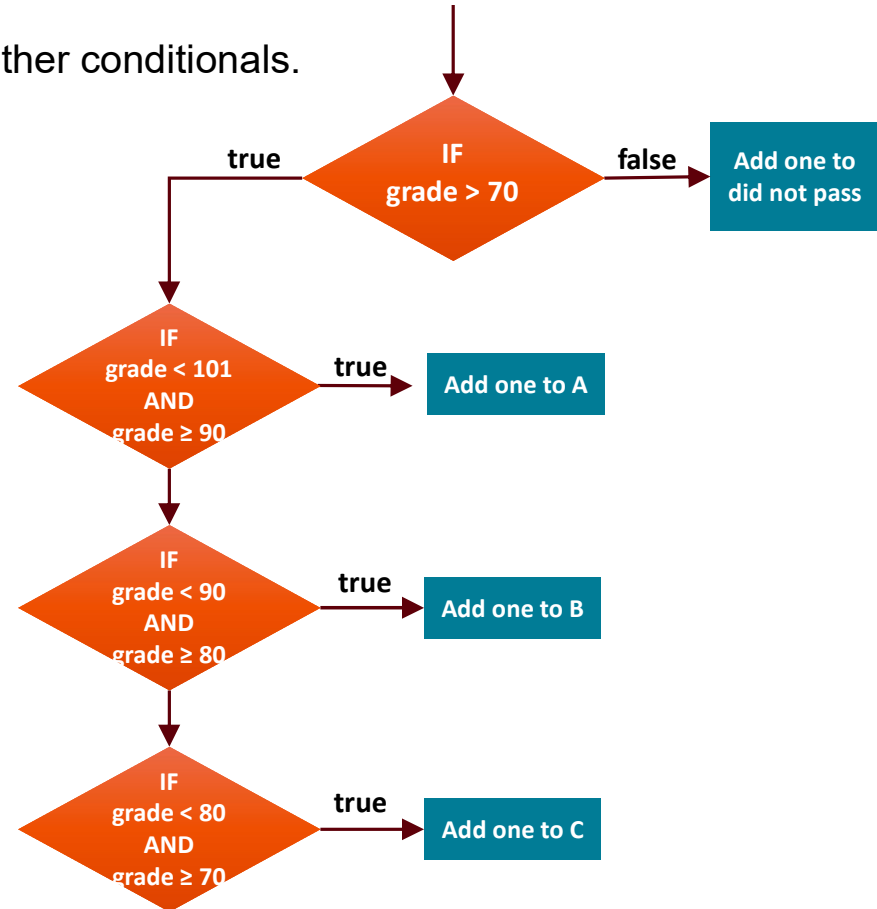 ther conditionals.
IF
grade > 70
true
false
Add one to
did not pass
IF
grade < 101
AND
grade ≥ 90
true
Add one to A
IF
grade < 90
AND
grade ≥ 80
true
Add one to B
IF
grade < 80
AND
grade ≥ 70
true
Add one to C